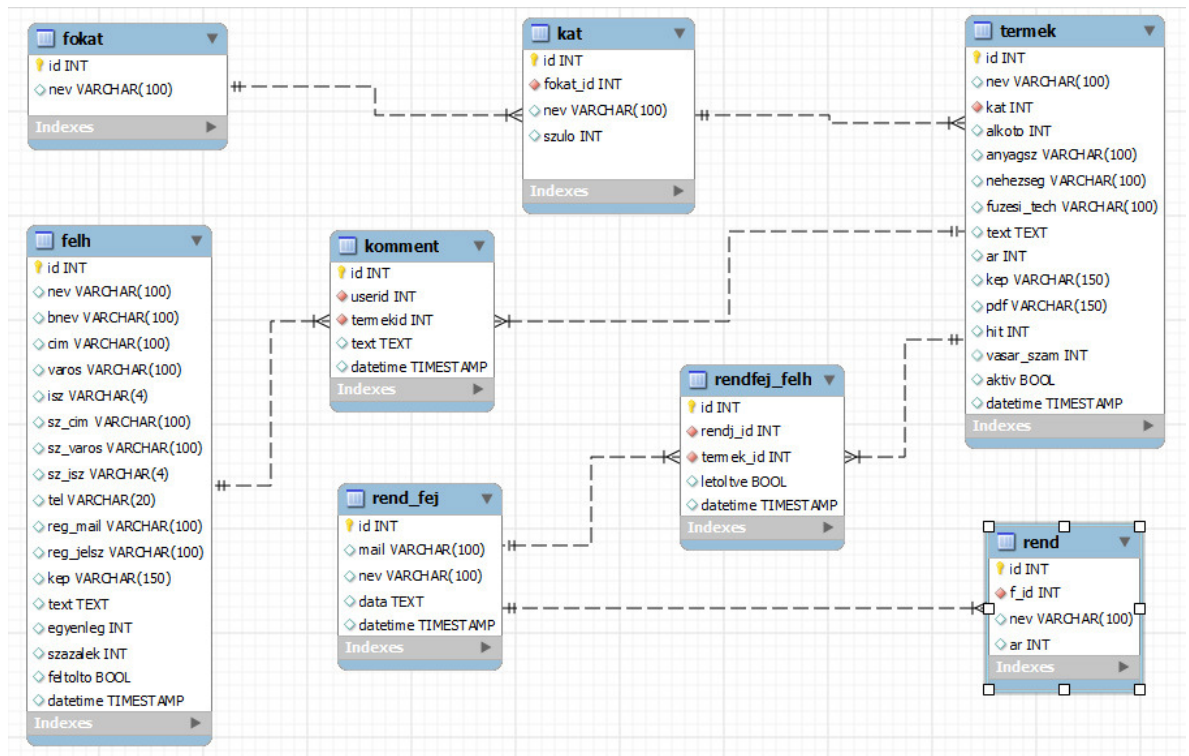 fokat
id INT
nev VARCHAR(100)
Indexes
kat
id INT
fokat_id INT
nev VARCHAR(100)
szulo INT
Indexes
termek
id INT
nev VARCHAR(100)
kat INT
alkoto INT
anyagsz VARCHAR(100)
nehezseg VARCHAR(100)
fuzesi_tech VARCHAR(100)
text TEXT
ar INT
kep VARCHAR(150)
pdf VARCHAR(150)
hit INT
vasar_szam INT
aktiv BOOL
datetime TIMESTAMP
Indexes
felh
id INT
nev VARCHAR(100)
bnev VARCHAR(100)
cim VARCHAR(100)
varos VARCHAR(100)
isz VARCHAR(4)
sz_cim VARCHAR(100)
sz_varos VARCHAR(100)
sz_isz VARCHAR(4)
tel VARCHAR(20)
reg_mail VARCHAR(100)
reg_jelsz VARCHAR(100)
kep VARCHAR(150)
text TEXT
egyenleg INT
szazalek INT
feltolto BOOL
datetime TIMESTAMP
Indexes
komment
id INT
userid INT
termekid INT
text TEXT
datetime TIMESTAMP
Indexes
rendfej_felh
id INT
rendj_id INT
termek_id INT
letoltve BOOL
datetime TIMESTAMP
Indexes
rend_fej
id INT
mail VARCHAR(100)
nev VARCHAR(100)
data TEXT
datetime TIMESTAMP
Indexes
rend
id INT
f_id INT
nev VARCHAR(100)
ar INT
Indexes